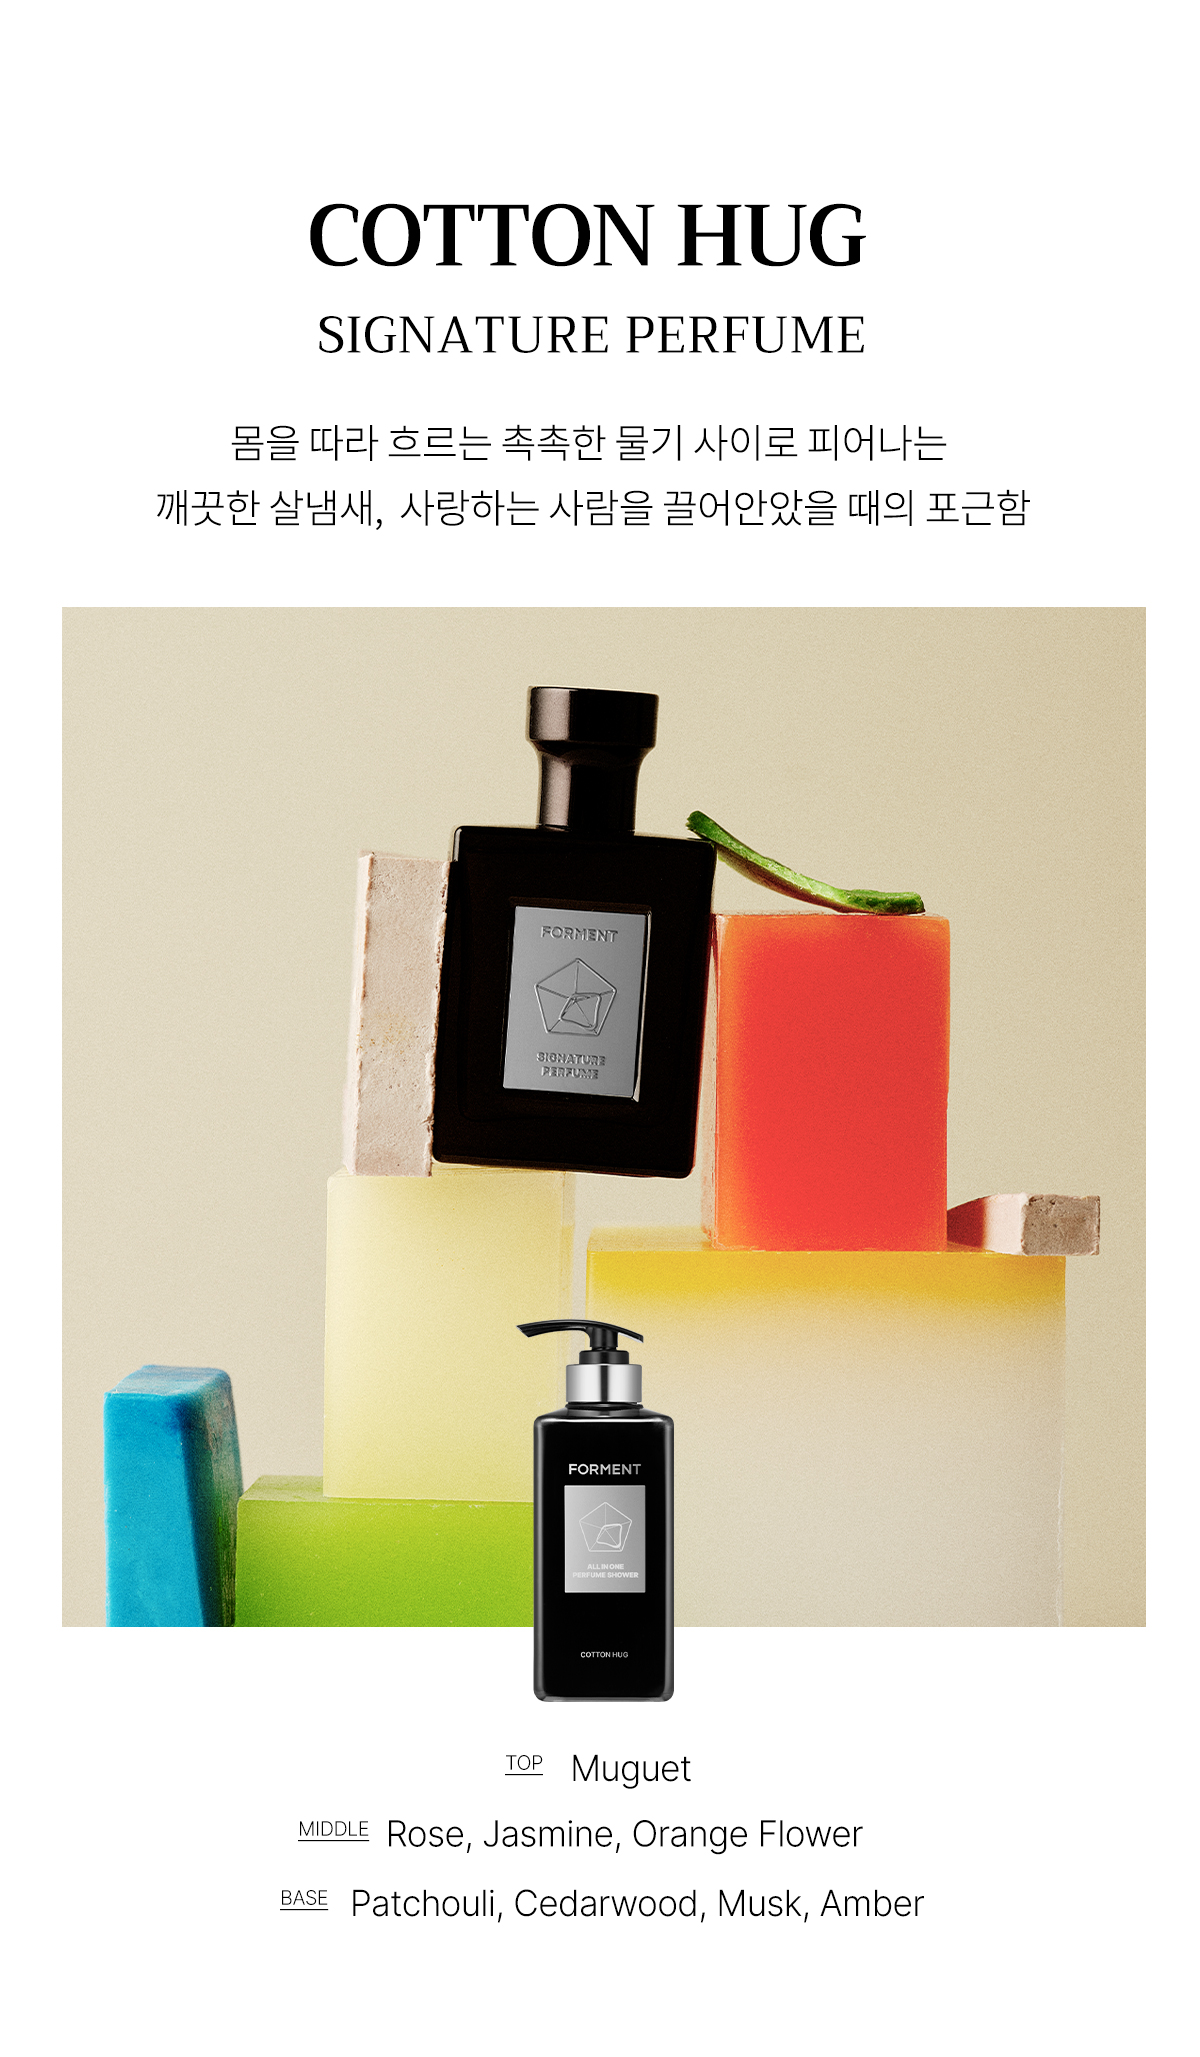 COTTON HUG
SIGNATURE PERFUME
몸을 따라 흐르는 촉촉한 물기 사이로 피어나는
깨끗한 살냄새, 사랑하는 사람을 끌어안았을 때의 포근함
FORMENT
SIGNATURE
PERFUME
FORMENT
ALL IN ONE
PERFUME SHOWER
COTTON HUG
TOP Muguet
MIDDLE Rose, Jasmine, Orange Flower
BASE Patchouli, Cedarwood, Musk, Amber